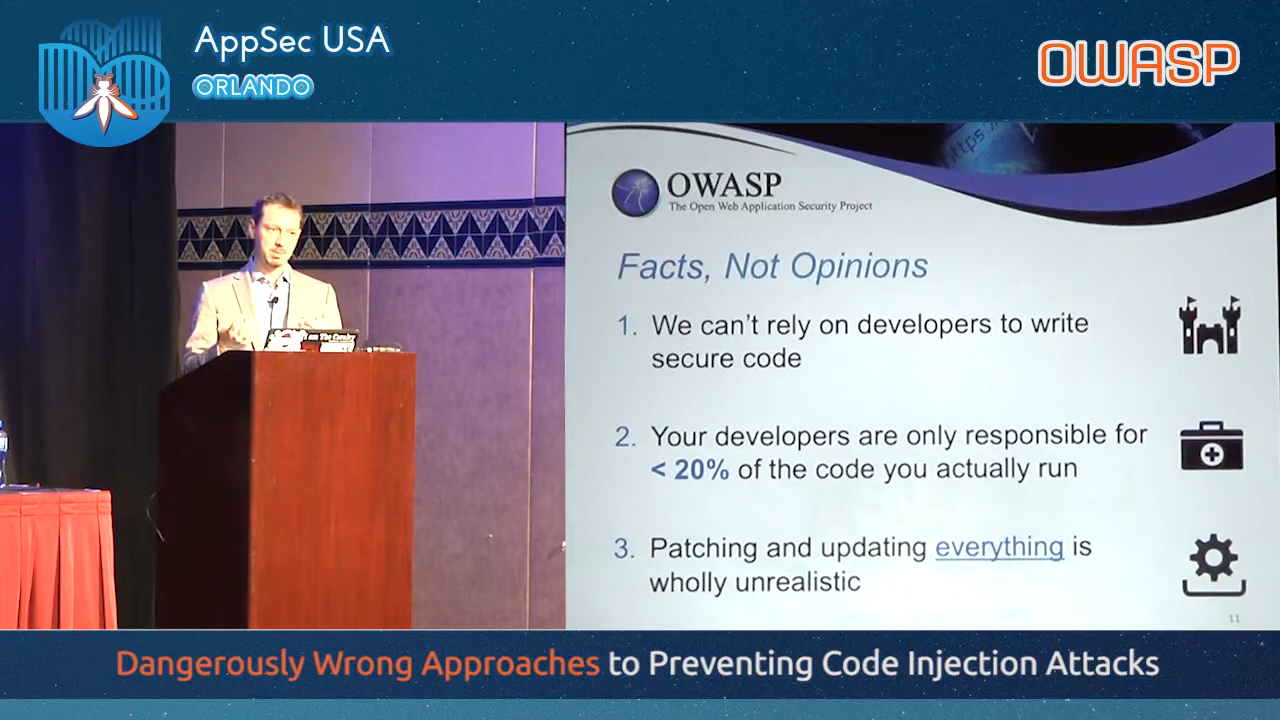 AppSec USA
ORLANDO
OWASP
https:/
OWASP
The Open Web Application Security Project
Facts, Not Opinions
1. We can't rely on developers to write
secure code
2. Your developers are only responsible for
< 20% of the code you actually run
3. Patching and updating everything is
wholly unrealistic
11
Dangerously Wrong Approaches to Preventing Code Injection Attacks